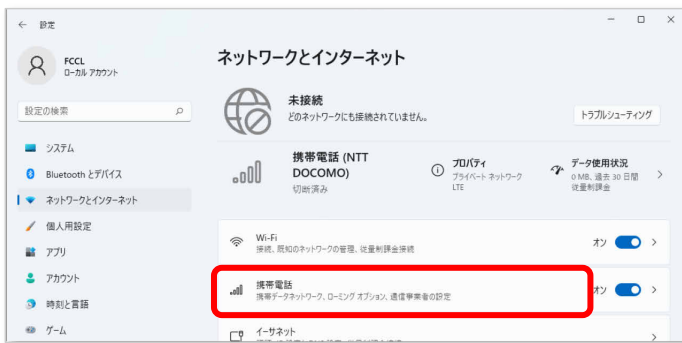 ← 設定
FCCL
ローカル アカウント
設定の検索
システム
Bluetooth とデバイス
ネットワークとインターネット
個人用設定
アプリ
アカウント
時刻と言語
ゲーム
ネットワークとインターネット
未接続
どのネットワークにも接続されていません。
トラブルシューティング
携帯電話 (NTT
DOCOMO)
切断済み
プロパティ
プライベート ネットワーク
LTE
データ使用状況
0 MB、過去 30 日間
従量制課金
Wi-Fi
接続、既知のネットワークの管理、従量制課金接続
オン
携帯電話
携帯データネットワーク、ローミング オプション、通信事業者の設定
オン
イーサネット